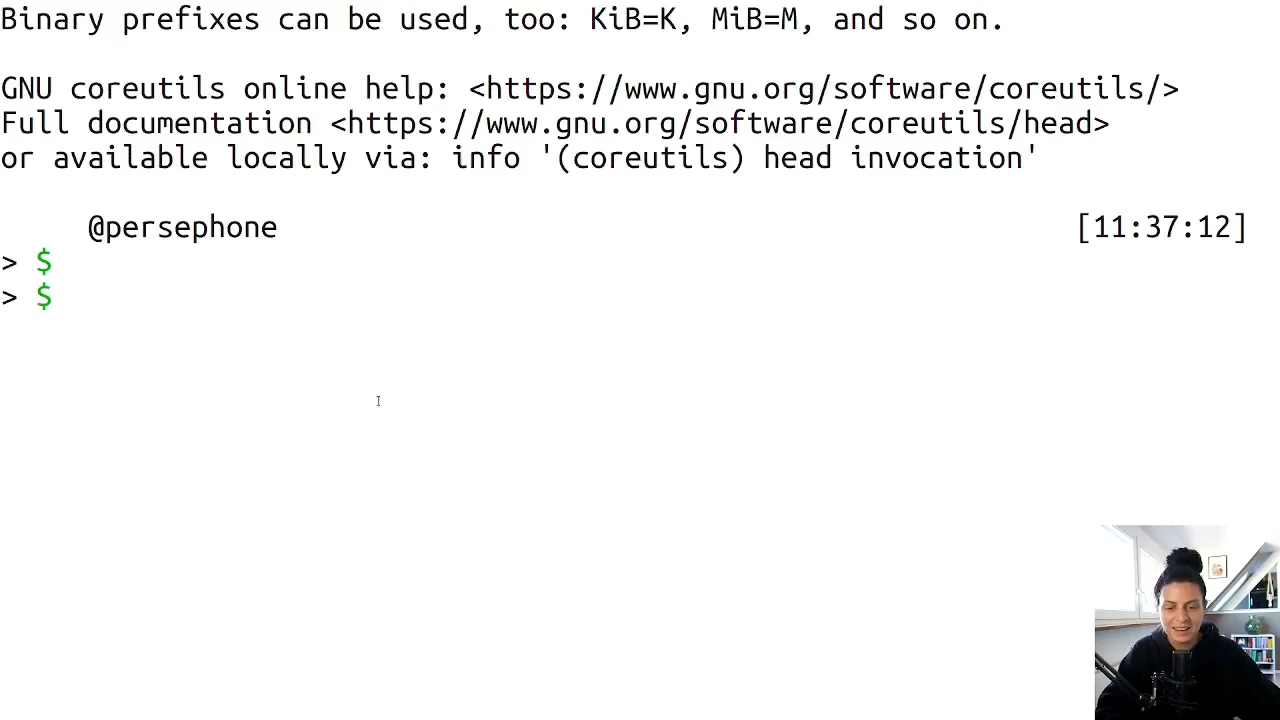 Binary prefixes can be used, too: KiB=K, MiB=M, and so on.
GNU coreutils online help: <https://www.gnu.org/software/coreutils/>
Full documentation <https://www.gnu.org/software/coreutils/head>
or available locally via: info '(coreutils) head invocation'
@persephone [11:37:12]
> $
> $